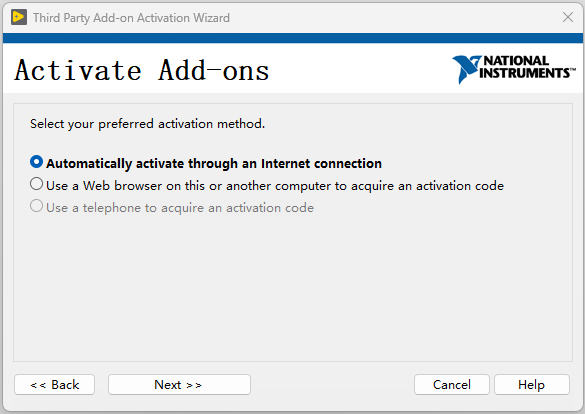 Third Party Add-on Activation Wizard
Activate Add-ons
NATIONAL
INSTRUMENTS™
Select your preferred activation method.
Automatically activate through an Internet connection
Use a Web browser on this or another computer to acquire an activation code
Use a telephone to acquire an activation code
<< Back
Next >>
Cancel
Help